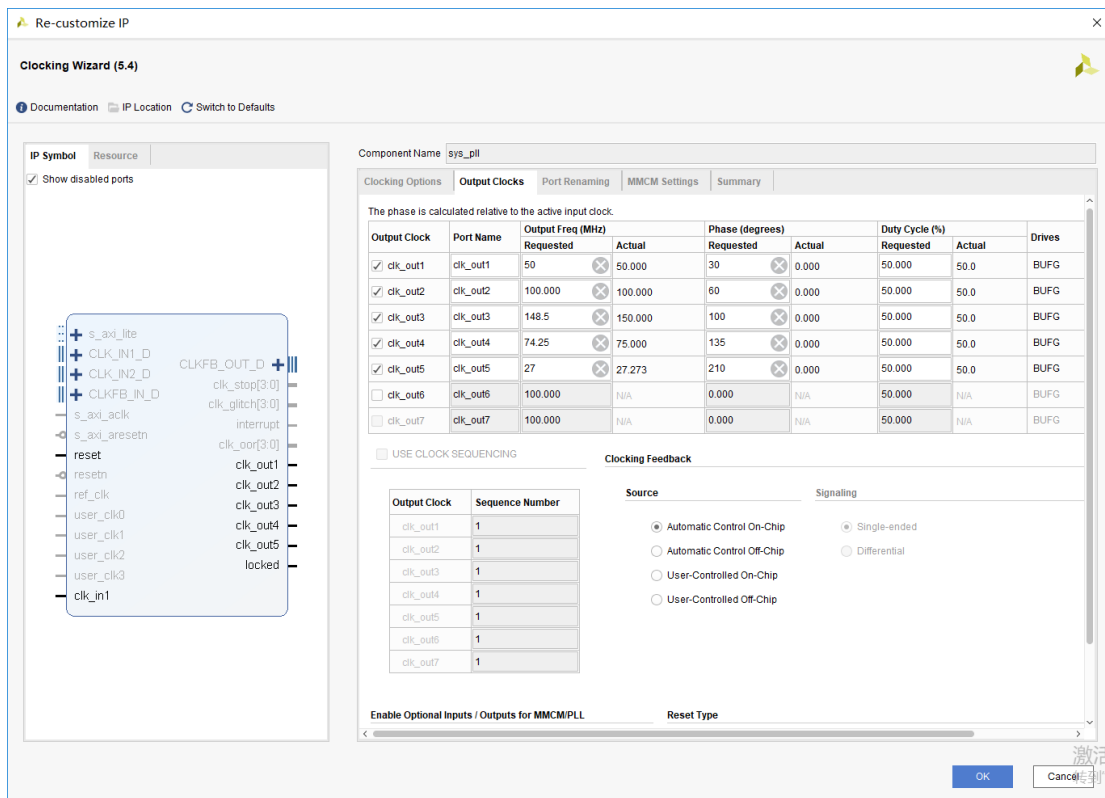 Re-customize IP
Clocking Wizard (5.4)
Documentation IP Location Switch to Defaults
IP Symbol Resource
Show disabled ports
s_axi_lite
CLK_IN1_D
CLK_IN2_D
CLKFB_IN_D
s_axi_aclk
s_axi_aresetn
reset
resetn
ref_clk
user_clk0
user_clk1
user_clk2
user_clk3
clk_in1
CLKFB_OUT_D
clk_stop[3:0]
clk_glitch[3:0]
interrupt
clk_oor[3:0]
clk_out1
clk_out2
clk_out3
clk_out4
clk_out5
locked
Component Name sys_pll
Clocking Options Output Clocks Port Renaming MMCM Settings Summary
The phase is calculated relative to the active input clock.
Output Clock Port Name Output Freq (MHz) Phase (degrees) Duty Cycle (%) Drives
Requested Actual Requested Actual Requested Actual
clk_out1 clk_out1 50 50.000 30 0.000 50.000 50.0 BUFG
clk_out2 clk_out2 100.000 100.000 60 0.000 50.000 50.0 BUFG
clk_out3 clk_out3 148.5 150.000 100 0.000 50.000 50.0 BUFG
clk_out4 clk_out4 74.25 75.000 135 0.000 50.000 50.0 BUFG
clk_out5 clk_out5 27 27.273 210 0.000 50.000 50.0 BUFG
clk_out6 clk_out6 100.000 N/A 0.000 N/A 50.000 N/A BUFG
clk_out7 clk_out7 100.000 N/A 0.000 N/A 50.000 N/A BUFG
USE CLOCK SEQUENCING
Output Clock Sequence Number
clk_out1 1
clk_out2 1
clk_out3 1
clk_out4 1
clk_out5 1
clk_out6 1
clk_out7 1
Clocking Feedback
Source Signaling
Automatic Control On-Chip Single-ended
Automatic Control Off-Chip Differential
User-Controlled On-Chip
User-Controlled Off-Chip
Enable Optional Inputs / Outputs for MMCM/PLL Reset Type
激活
转到
OK Cancel